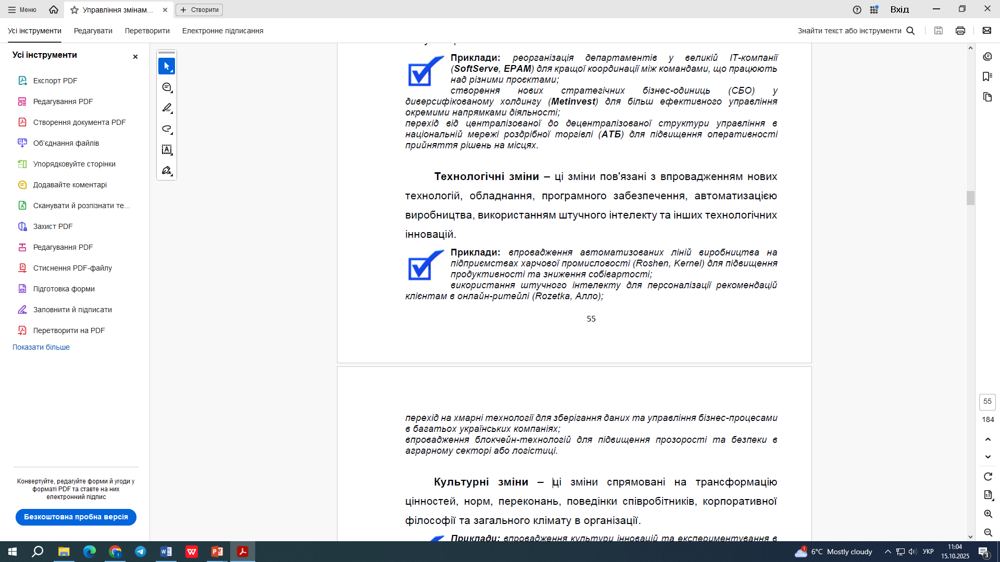 Меню
Управління змінам...
Створити
Вхід
Усі інструменти
Редагувати
Перетворити
Електронне підписання
Знайти текст або інструменти
Усі інструменти
Експорт PDF
Редагування PDF
Створення документа PDF
Об'єднання файлів
Упорядковуйте сторінки
Додавайте коментарі
Сканувати й розпізнати те...
Захист PDF
Редагування PDF
Стиснення PDF-файлу
Підготовка форми
Заповнити й підписати
Перетворити на PDF
Показати більше
Конвертуйте, редагуйте форми й угоди у
форматі PDF та ставте на них
електронний підпис
Безкоштовна пробна версія
Приклади: реорганізація департаментів у великій ІТ-компанії
(SoftServe, EPAM) для кращої координації між командами, що працюють
над різними проєктами;
створення нових стратегічних бізнес-одиниць (СБО) у
диверсифікованому холдингу (Metinvest) для більш ефективного управління
окремими напрямками діяльності;
перехід від централізованої до децентралізованої структури управління в
національній мережі роздрібної торгівлі (АТБ) для підвищення оперативності
прийняття рішень на місцях.
Технологічні зміни – ці зміни пов'язані з впровадженням нових
технологій, обладнання, програмного забезпечення, автоматизацією
виробництва, використанням штучного інтелекту та інших технологічних
інновацій.
Приклади: впровадження автоматизованих ліній виробництва на
підприємствах харчової промисловості (Roshen, Kernel) для підвищення
продуктивності та зниження собівартості;
використання штучного інтелекту для персоналізації рекомендацій
клієнтам в онлайн-ритейлі (Rozetka, Алло);
55
перехід на хмарні технології для зберігання даних та управління бізнес-процесами
в багатьох українських компаніях;
впровадження блокчейн-технологій для підвищення прозорості та безпеки в
аграрному секторі або логістиці.
Культурні зміни – ці зміни спрямовані на трансформацію
цінностей, норм, переконань, поведінки співробітників, корпоративної
філософії та загального клімату в організації.
Приклади: впровадження культури інновацій та експериментування в
55
184
1:1
1
6°C Mostly cloudy
УКР
11:04
15.10.2025
3